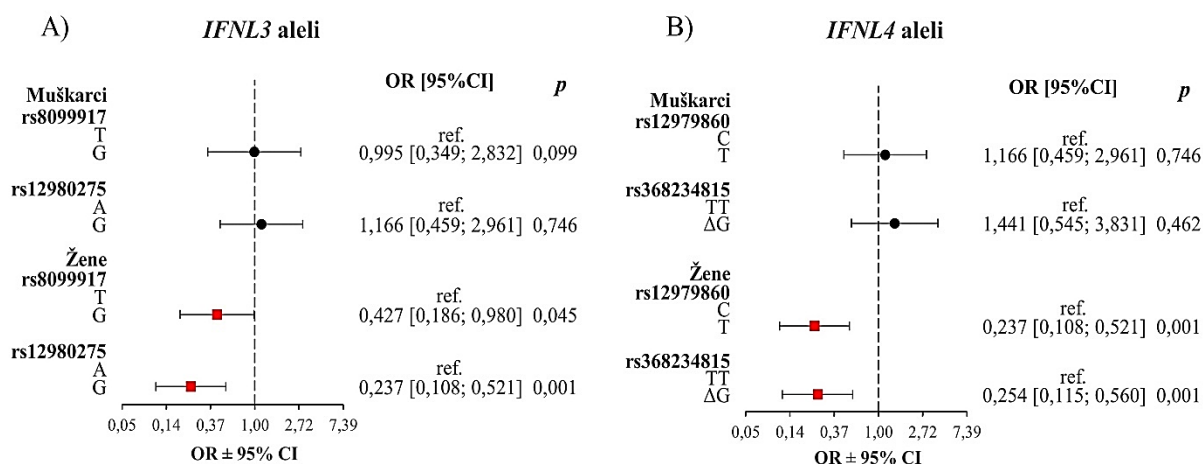 A)
IFNL3 aleli
OR [95%CI] p
Muškarci
rs8099917
T ref.
G 0,995 [0,349; 2,832] 0,099
rs12980275
A ref.
G 1,166 [0,459; 2,961] 0,746
Žene
rs8099917
T ref.
G 0,427 [0,186; 0,980] 0,045
rs12980275
A ref.
G 0,237 [0,108; 0,521] 0,001
0,05 0,14 0,37 1,00 2,72 7,39
OR ± 95% CI
B)
IFNL4 aleli
OR [95%CI] p
Muškarci
rs12979860
C ref.
T 1,166 [0,459; 2,961] 0,746
rs368234815
TT ref.
ΔG 1,441 [0,545; 3,831] 0,462
Žene
rs12979860
C ref.
T 0,237 [0,108; 0,521] 0,001
rs368234815
TT ref.
ΔG 0,254 [0,115; 0,560] 0,001
0,05 0,14 0,37 1,00 2,72 7,39
OR ± 95% CI